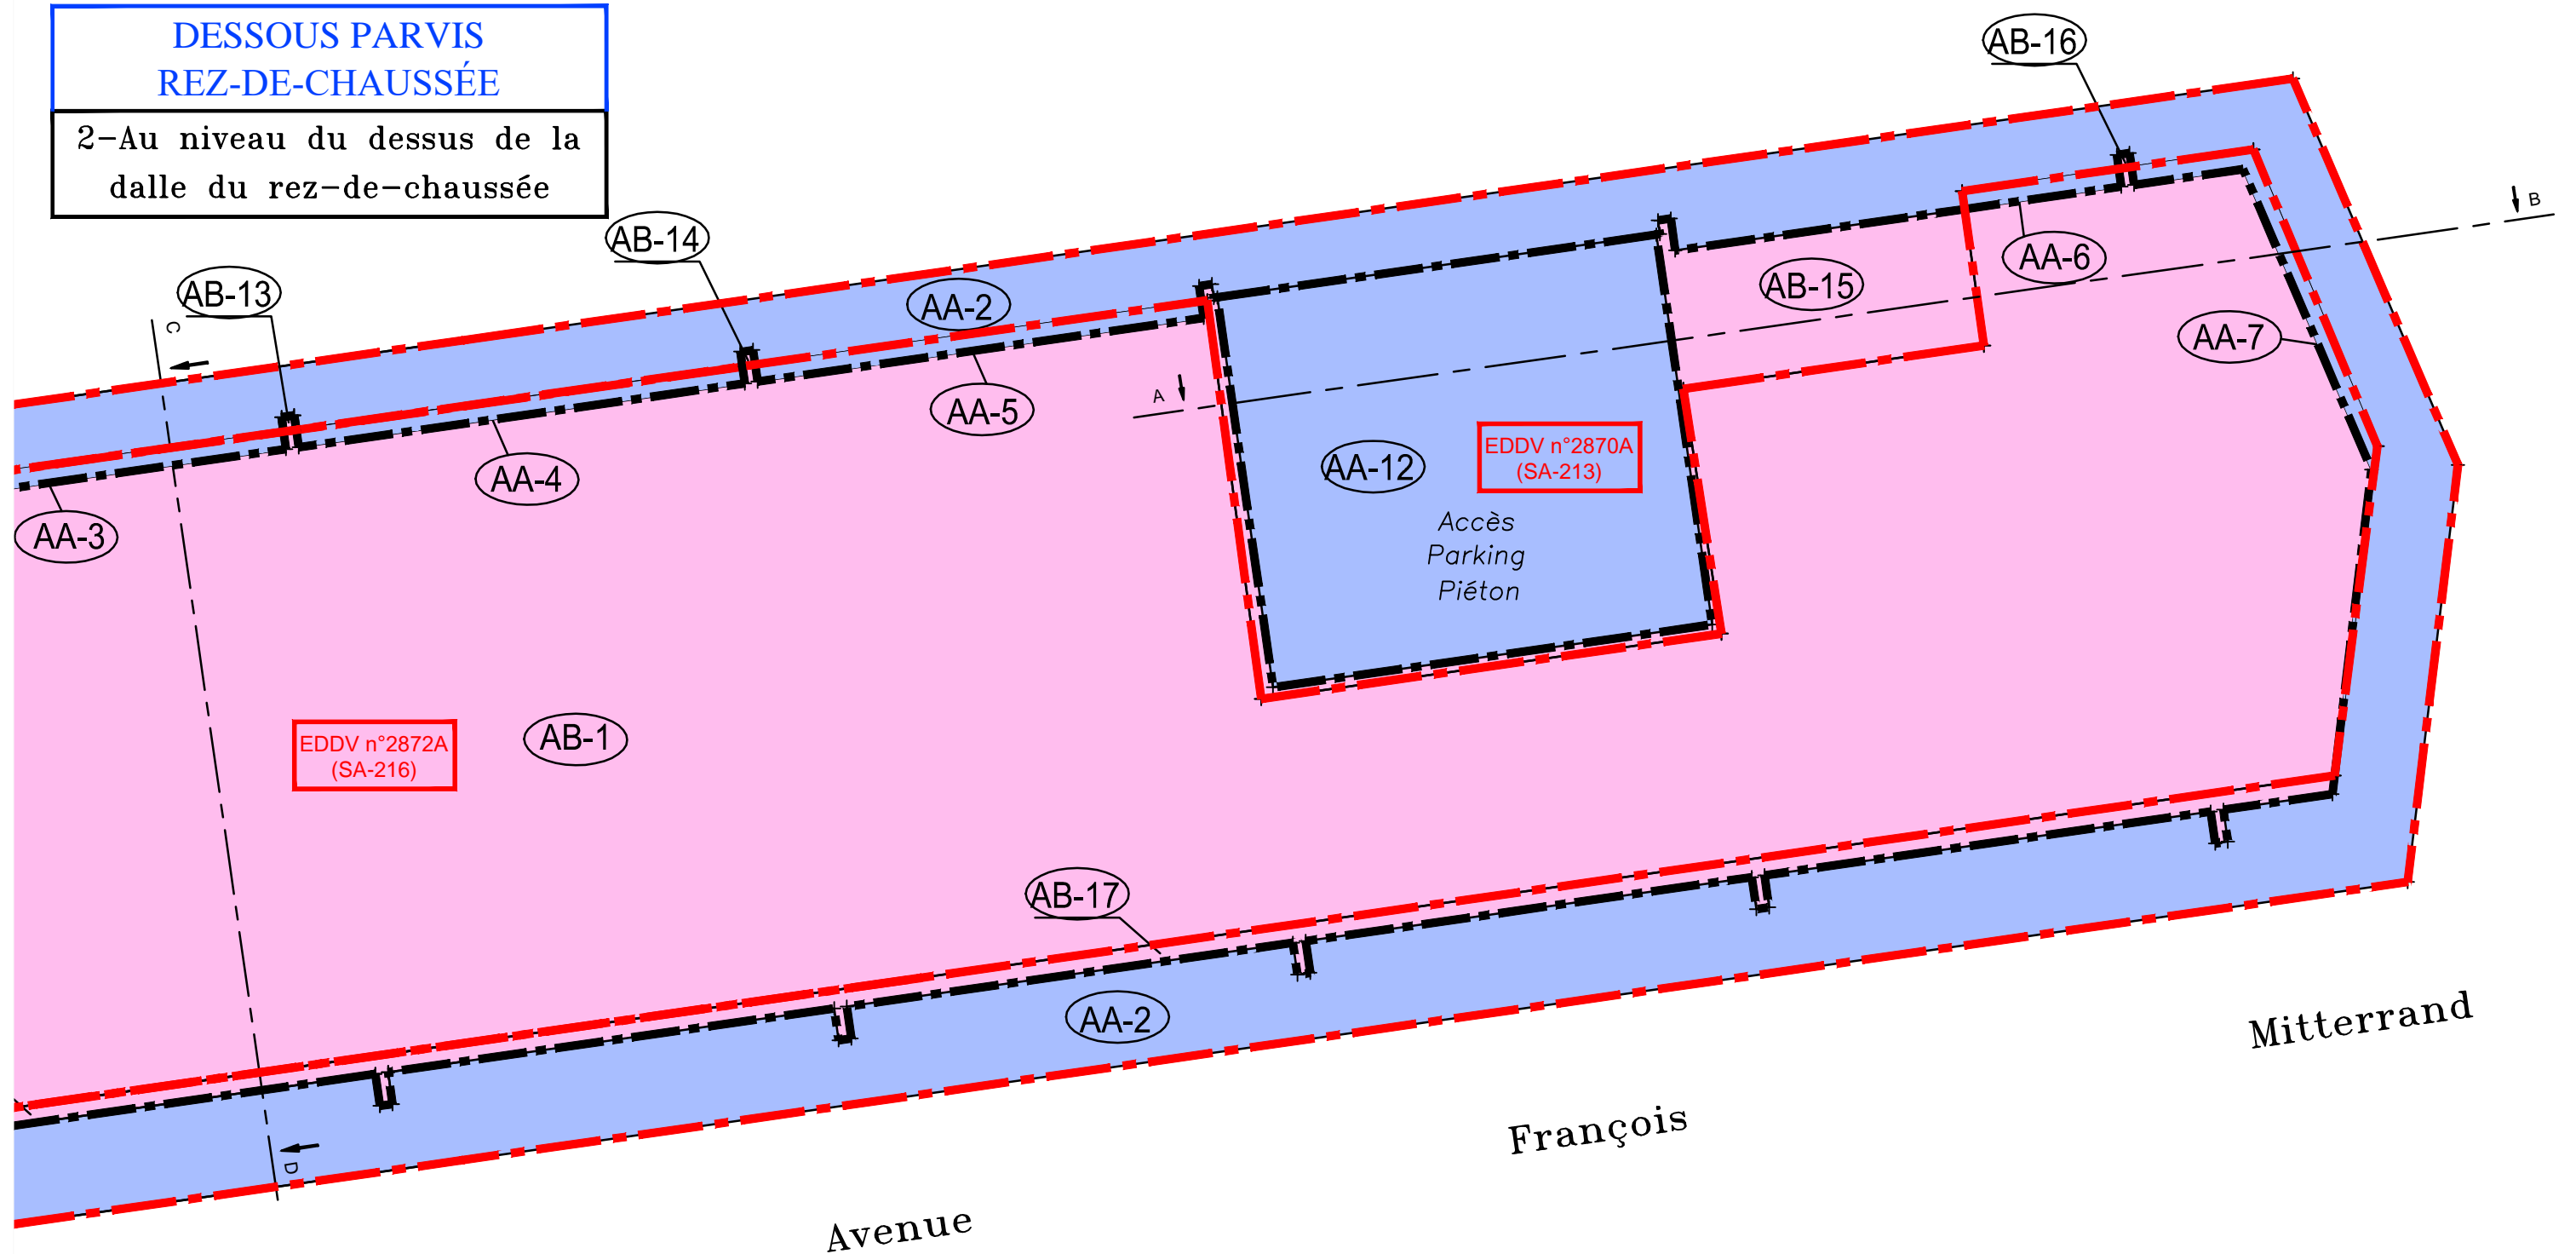 DESSOUS PARVIS
REZ-DE-CHAUSSÉE
2-Au niveau du dessus de la
dalle du rez-de-chaussée
AB-16
B
AB-14
AB-13
AA-2
AB-15
AA-6
C
AA-7
A
AA-5
AA-4
AA-12
EDDV n°2870A
(SA-213)
AA-3
Accès
Parking
Piéton
EDDV n°2872A
(SA-216)
AB-1
AB-17
AA-2
D
Avenue François Mitterrand